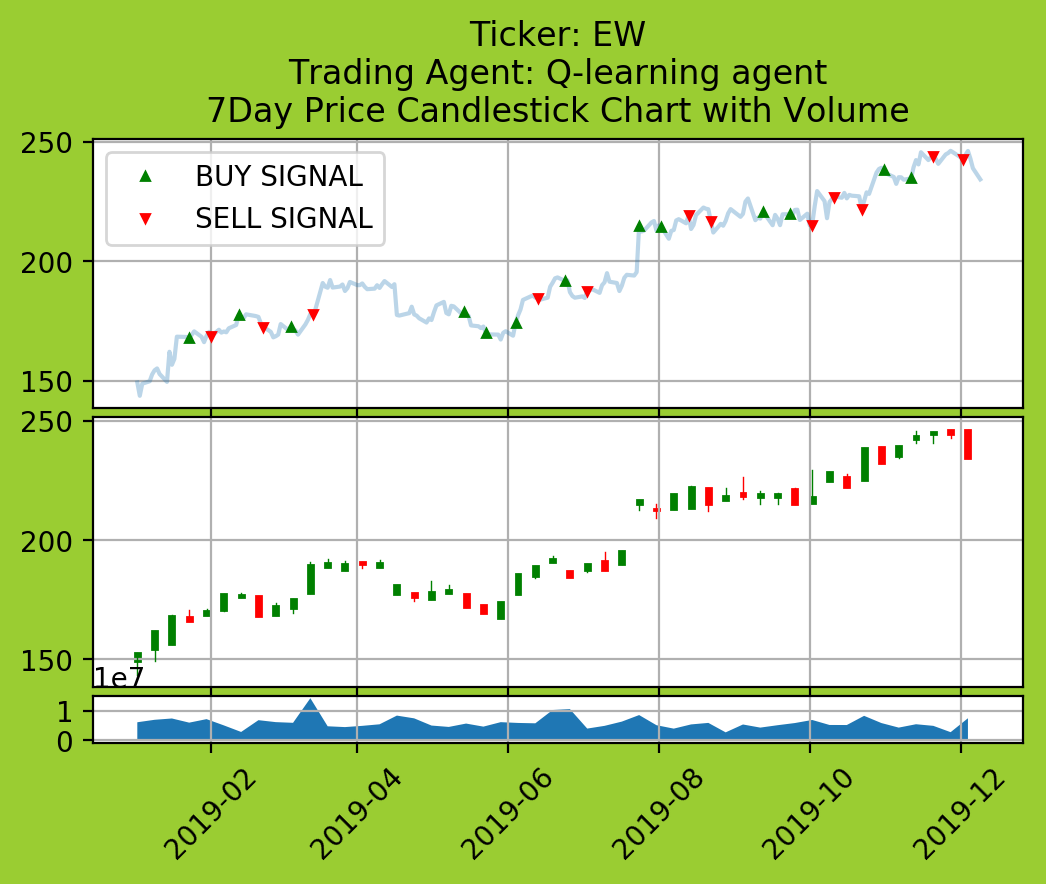 Ticker: EW
Trading Agent: Q-learning agent
7Day Price Candlestick Chart with Volume
250
BUY SIGNAL
SELL SIGNAL
200
150
250
200
150
1e7
1
0
2019-02
2019-04
2019-06
2019-08
2019-10
2019-12